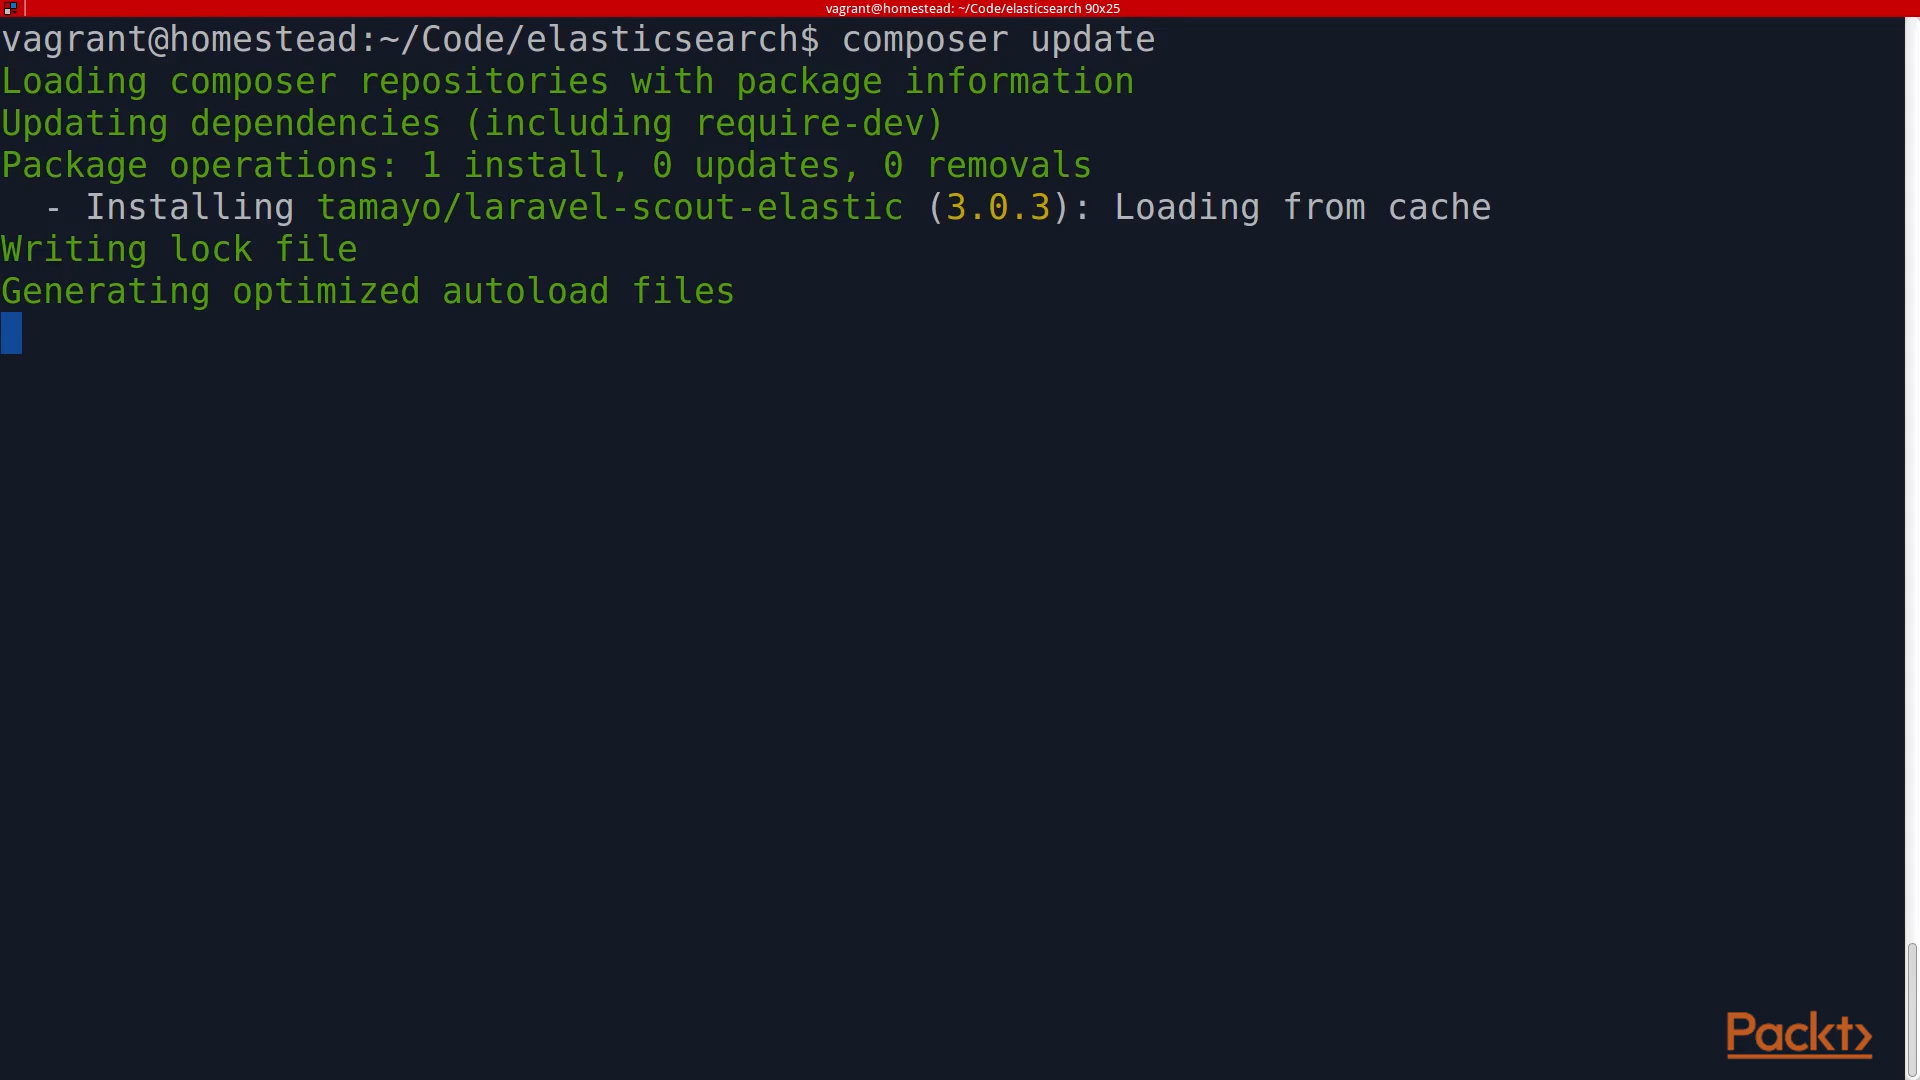 vagrant@homestead: ~/Code/elasticsearch 90x25
vagrant@homestead:~/Code/elasticsearch$ composer update
Loading composer repositories with package information
Updating dependencies (including require-dev)
Package operations: 1 install, 0 updates, 0 removals
  - Installing tamayo/laravel-scout-elastic (3.0.3): Loading from cache
Writing lock file
Generating optimized autoload files
Packt>